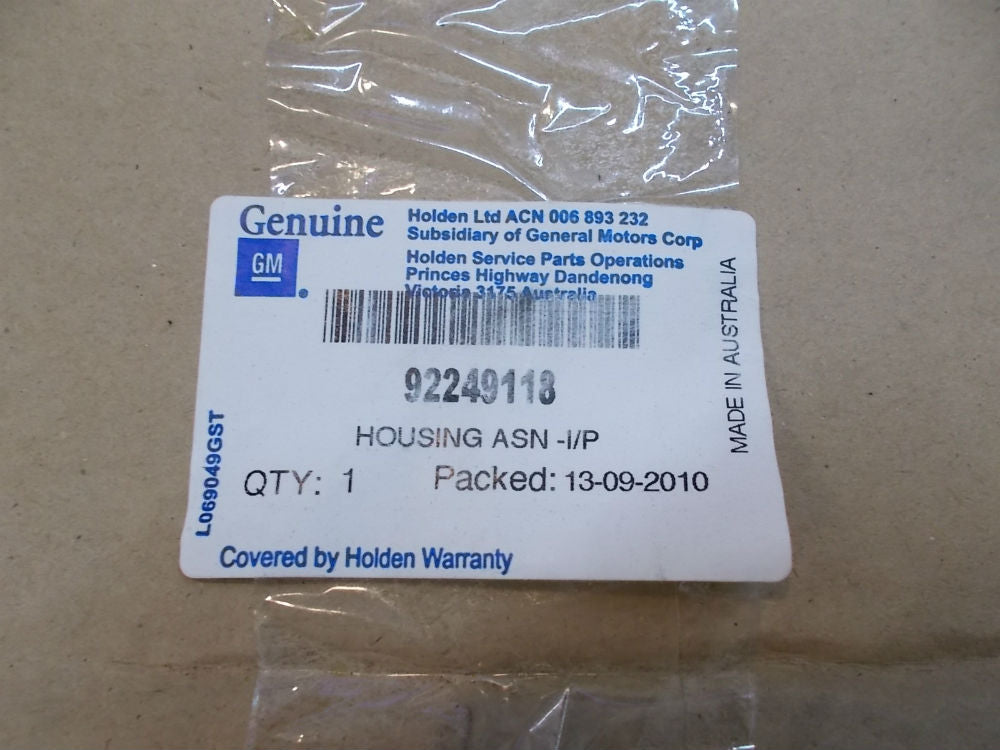 Genuine
GM
Holden Ltd ACN 006 893 232
Subsidiary of General Motors Corp
Holden Service Parts Operations
Princes Highway Dandenong
Victoria 3175 Australia
92249118
HOUSING ASN -I/P
QTY: 1 Packed: 13-09-2010
Covered by Holden Warranty
L069049GST
MADE IN AUSTRALIA